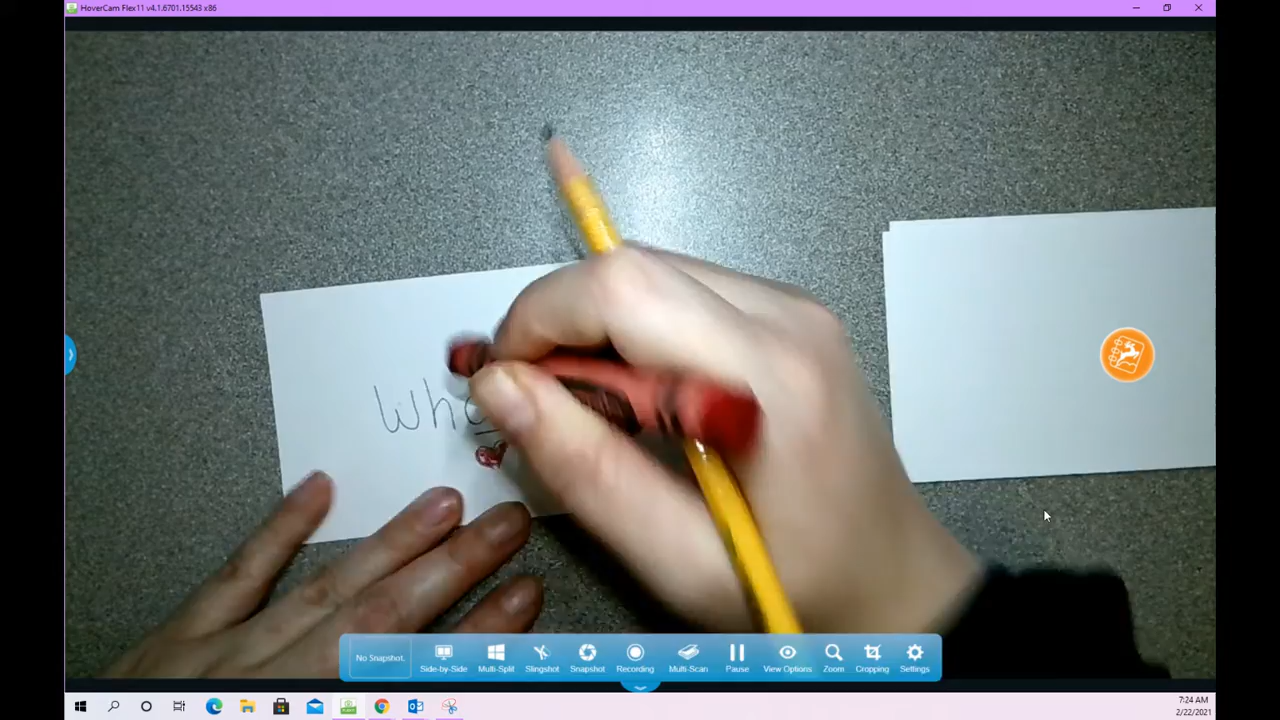 HoverCam Flex11 v4.1.6701.15543 x86
No Snapshot.
Side-by-Side
Multi-Split
Slingshot
Snapshot
Recording
Multi-Scan
Pause
View Options
Zoom
Cropping
Settings
7:24 AM
2/22/2021